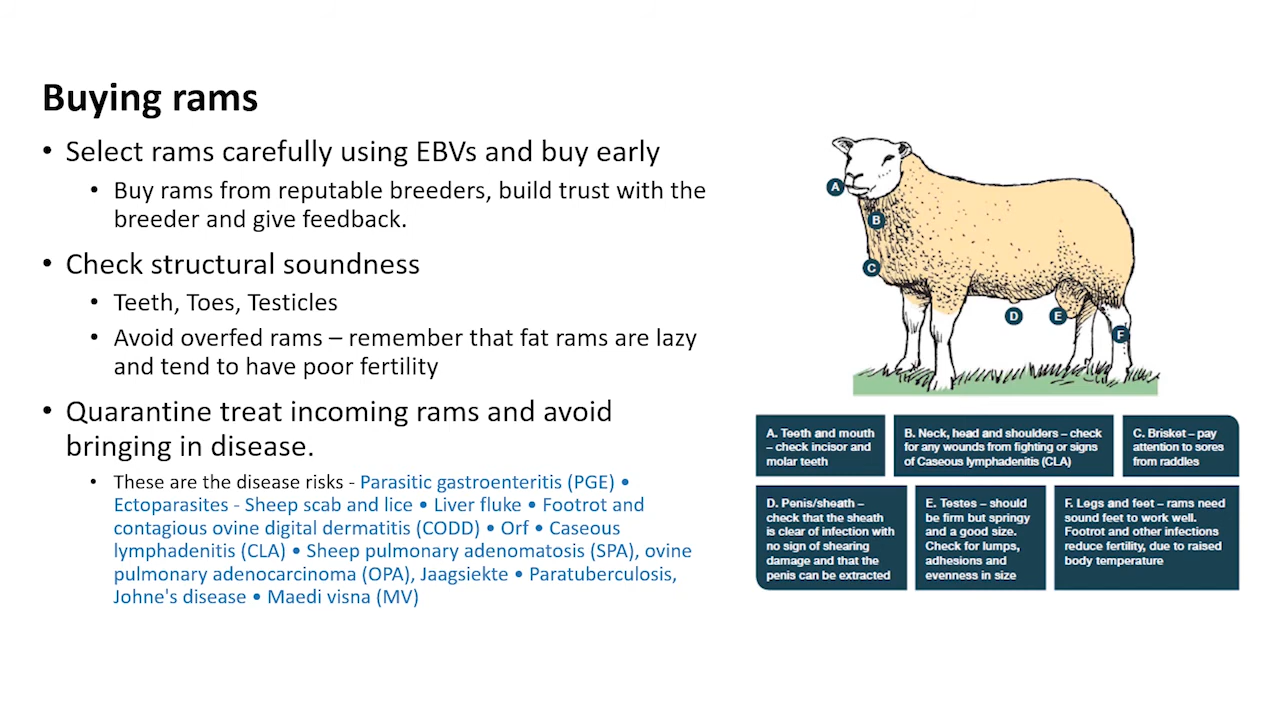 Buying rams
• Select rams carefully using EBVs and buy early
• Buy rams from reputable breeders, build trust with the
breeder and give feedback.
• Check structural soundness
• Teeth, Toes, Testicles
• Avoid overfed rams – remember that fat rams are lazy
and tend to have poor fertility
• Quarantine treat incoming rams and avoid
bringing in disease.
• These are the disease risks - Parasitic gastroenteritis (PGE) •
Ectoparasites - Sheep scab and lice • Liver fluke • Footrot and
contagious ovine digital dermatitis (CODD) • Orf • Caseous
lymphadenitis (CLA) • Sheep pulmonary adenomatosis (SPA), ovine
pulmonary adenocarcinoma (OPA), Jaagsiekte • Paratuberculosis,
Johne's disease • Maedi visna (MV)
A
B
C
D
E
F
A. Teeth and mouth
– check incisor and
molar teeth
B. Neck, head and shoulders – check
for any wounds from fighting or signs
of Caseous lymphadenitis (CLA)
C. Brisket – pay
attention to sores
from raddles
D. Penis/sheath –
check that the sheath
is clear of infection with
no sign of shearing
damage and that the
penis can be extracted
E. Testes – should
be firm but springy
and a good size.
Check for lumps,
adhesions and
evenness in size
F. Legs and feet – rams need
sound feet to work well.
Footrot and other infections
reduce fertility, due to raised
body temperature